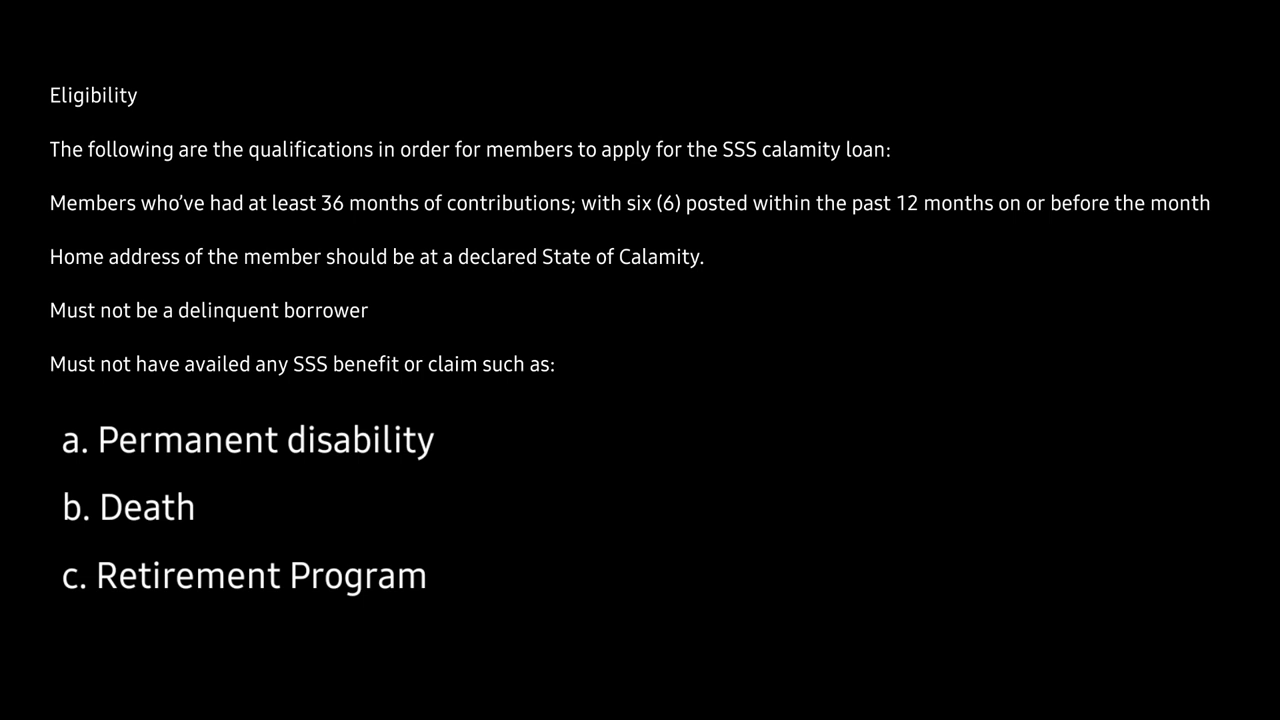 Eligibility
The following are the qualifications in order for members to apply for the SSS calamity loan:
Members who've had at least 36 months of contributions; with six (6) posted within the past 12 months on or before the month
Home address of the member should be at a declared State of Calamity.
Must not be a delinquent borrower
Must not have availed any SSS benefit or claim such as:
a. Permanent disability
b. Death
c. Retirement Program